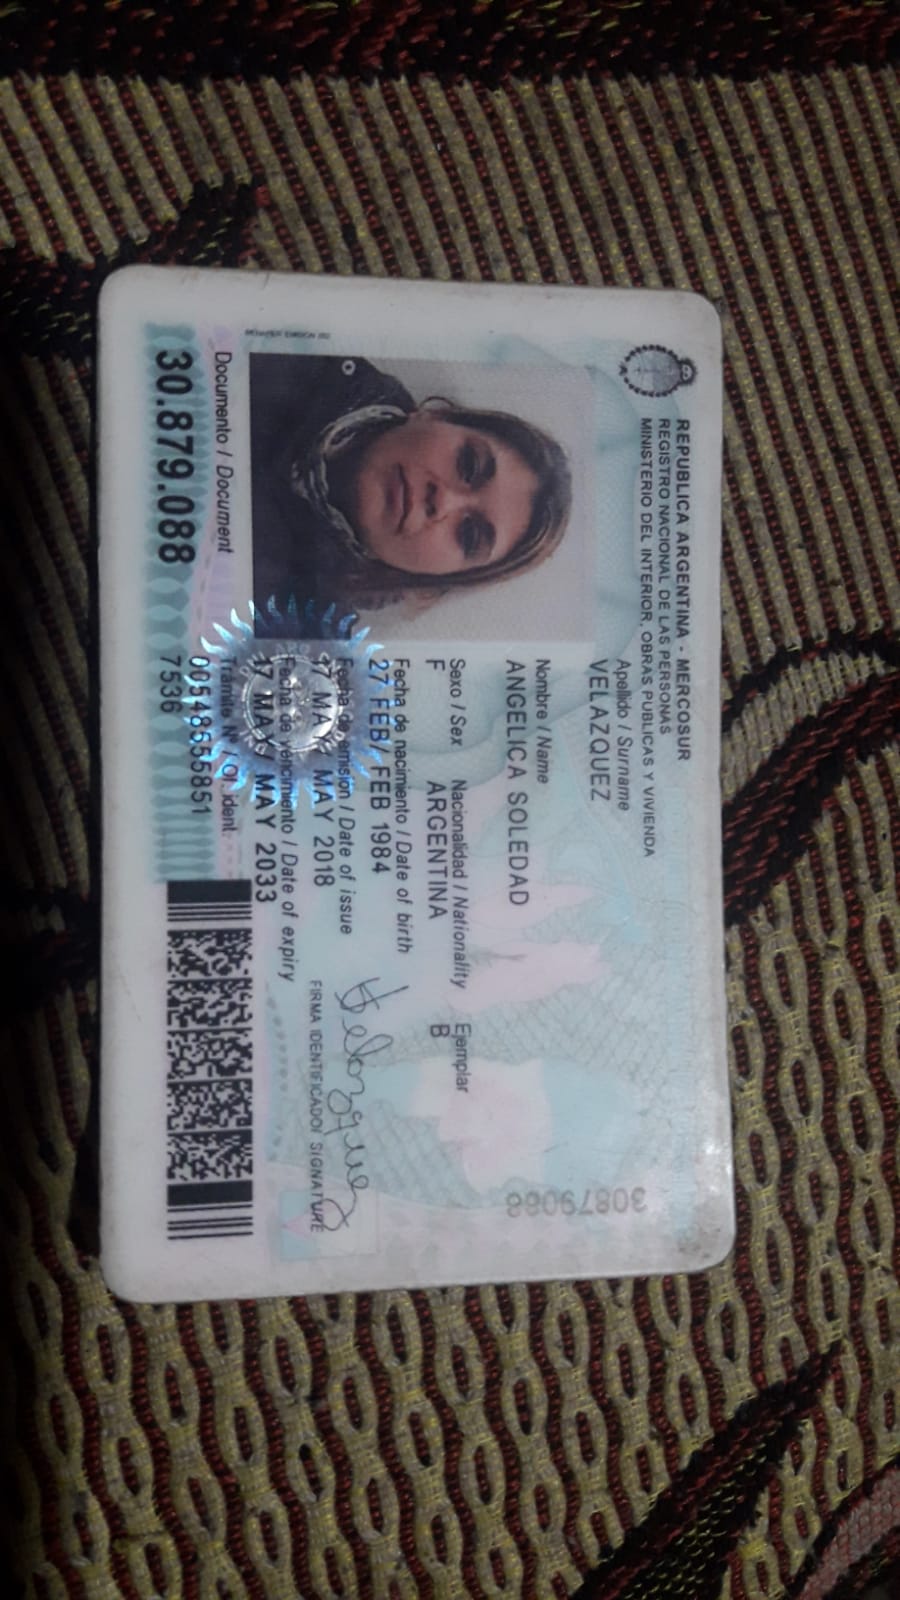 REPUBLICA ARGENTINA - MERCOSUR
REGISTRO NACIONAL DE LAS PERSONAS
MINISTERIO DEL INTERIOR, OBRAS PUBLICAS Y VIVIENDA
Apellido / Surname
VELAZQUEZ
Nombre / Name
ANGELICA SOLEDAD
Sexo / Sex Nacionalidad / Nationality Ejemplar
F ARGENTINA B
Fecha de nacimiento / Date of birth
27 FEB/ FEB 1984
Fecha de emisión / Date of issue
17 MAY/ MAY 2018
Fecha de vencimiento / Date of expiry
17 MAY/ MAY 2033
FIRMA IDENTIFICADO/ SIGNATURE
Velazquez
Documento / Document
30.879.088
Trámite N° / Of. ident.
00548555851
7536
30879088